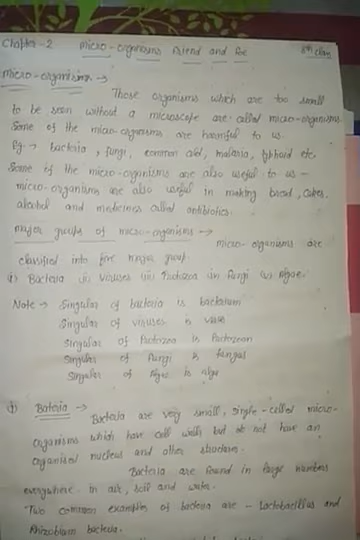 Chapter-2 Micro-organisms Friend and Foe 8th class
Micro-organisms →
Those organisms which are too small
to be seen without a microscope are called micro-organisms.
Some of the micro-organisms are harmful to us.
Eg:→ bacteria, fungi, common cold, malaria, typhoid etc.
Some of the micro-organisms are also useful to us -
micro-organisms are also useful in making bread, cakes.
alcohol and medicines called antibiotics.
Major groups of micro-organisms →
micro-organisms are
classified into five major group.
(i) Bacteria (ii) Viruses (iii) Protozoa (iv) Fungi (v) Algae.
Note → Singular of bacteria is bacterium
Singular of viruses is virus
Singular of Protozoa is Protozoan
Singular of Fungi is fungus
Singular of Algae is alga
Bateria →
Bacteria are very small, single-celled micro-
organisms which have cell walls but do not have an
organised nucleus and other structures.
Bacteria are found in large numbers
everywhere in air, soil and water.
Two common examples of bacteria are - Lactobacillus and
Rhizobium bacteria.